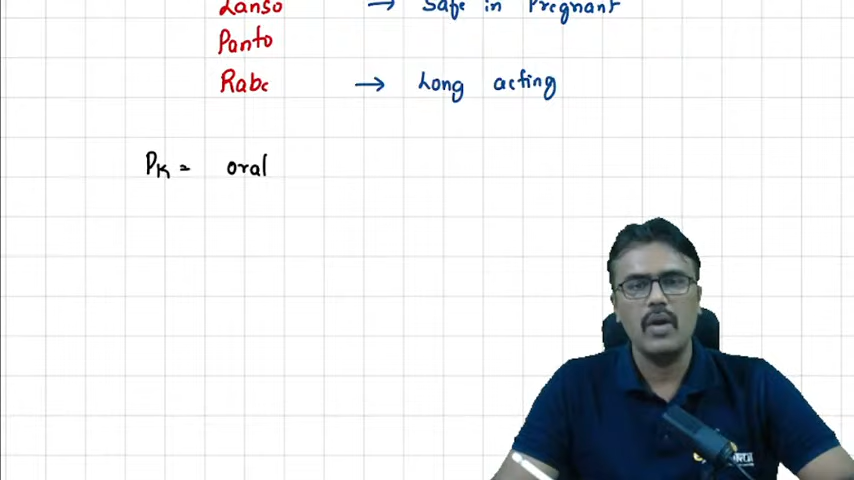 Lanso → Safe in Pregnant
Panto
Rabe → Long acting
PK = oral